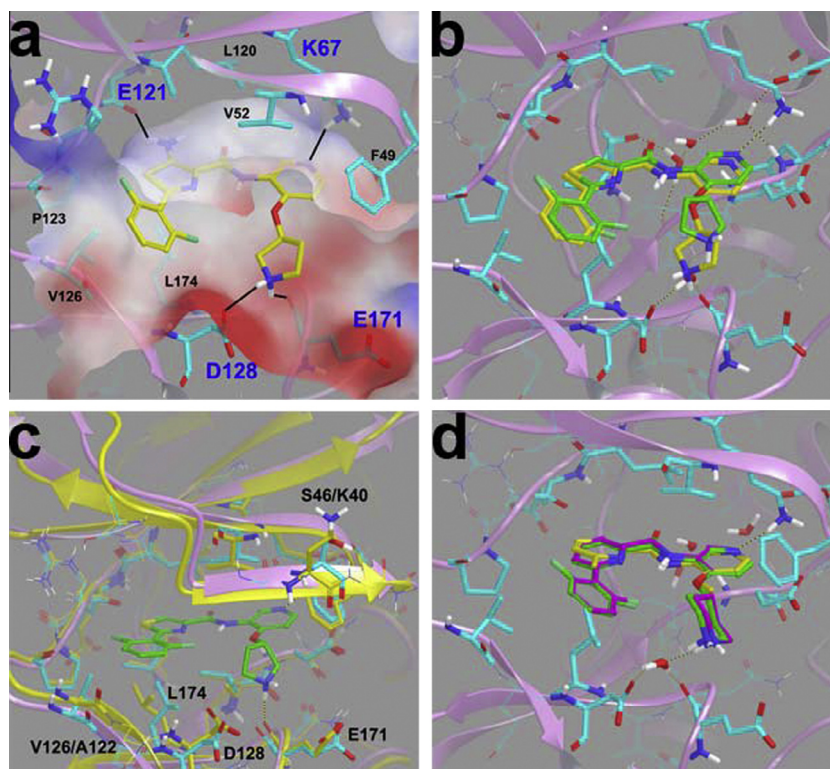 a
L120
K67
E121
V52
F49
P123
L174
V126
E171
D128
b
c
S46/K40
L174
V126/A122
D128
E171
d